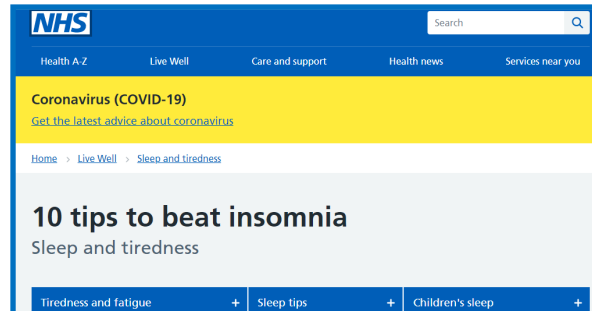 NHS
Search
Health A-Z Live Well Care and support Health news Services near you
Coronavirus (COVID-19)
Get the latest advice about coronavirus
Home > Live Well > Sleep and tiredness
10 tips to beat insomnia
Sleep and tiredness
Tiredness and fatigue + Sleep tips + Children's sleep +